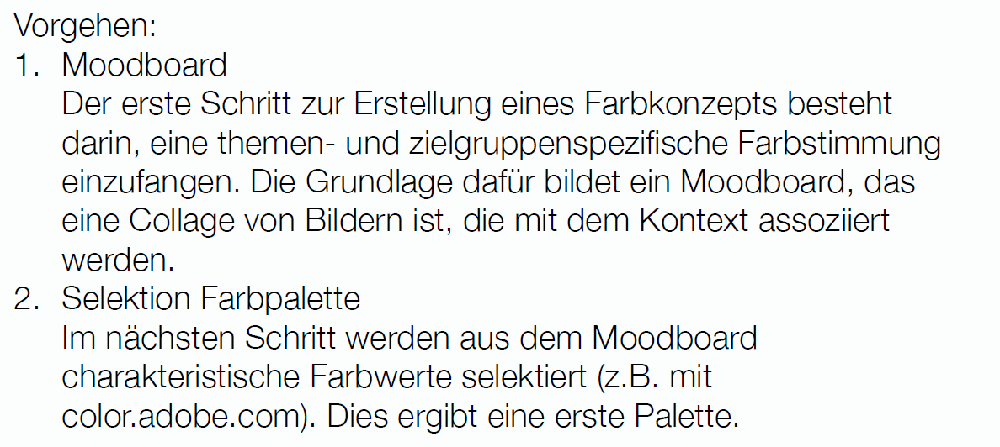 Vorgehen:
1. Moodboard
Der erste Schritt zur Erstellung eines Farbkonzepts besteht
darin, eine themen- und zielgruppenspezifische Farbstimmung
einzufangen. Die Grundlage dafür bildet ein Moodboard, das
eine Collage von Bildern ist, die mit dem Kontext assoziiert
werden.
2. Selektion Farbpalette
Im nächsten Schritt werden aus dem Moodboard
charakteristische Farbwerte selektiert (z.B. mit
color.adobe.com). Dies ergibt eine erste Palette.